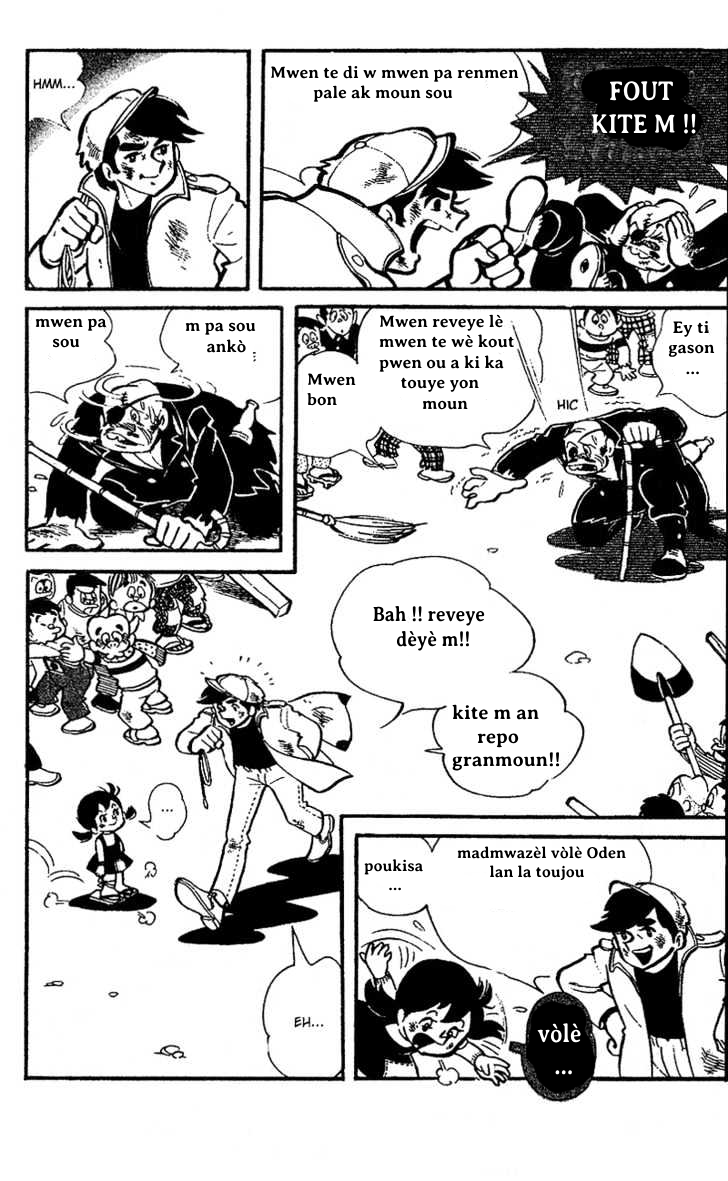 HMM...
Mwen te di w mwen pa renmen
pale ak moun sou
FOUT
KITE M !!
mwen pa
sou
m pa sou
ankò ...
Ey ti
gason
...
Mwen reveye lè
mwen te wè kout
pwen ou a ki ka
touye yon
moun
Mwen
bon
HIC
Bah !! reveye
dèyè m!!
kite m an
repo
granmoun!!
...
EH...
poukisa
...
madmwazèl vòlè Oden
lan la toujou
vòlè
...